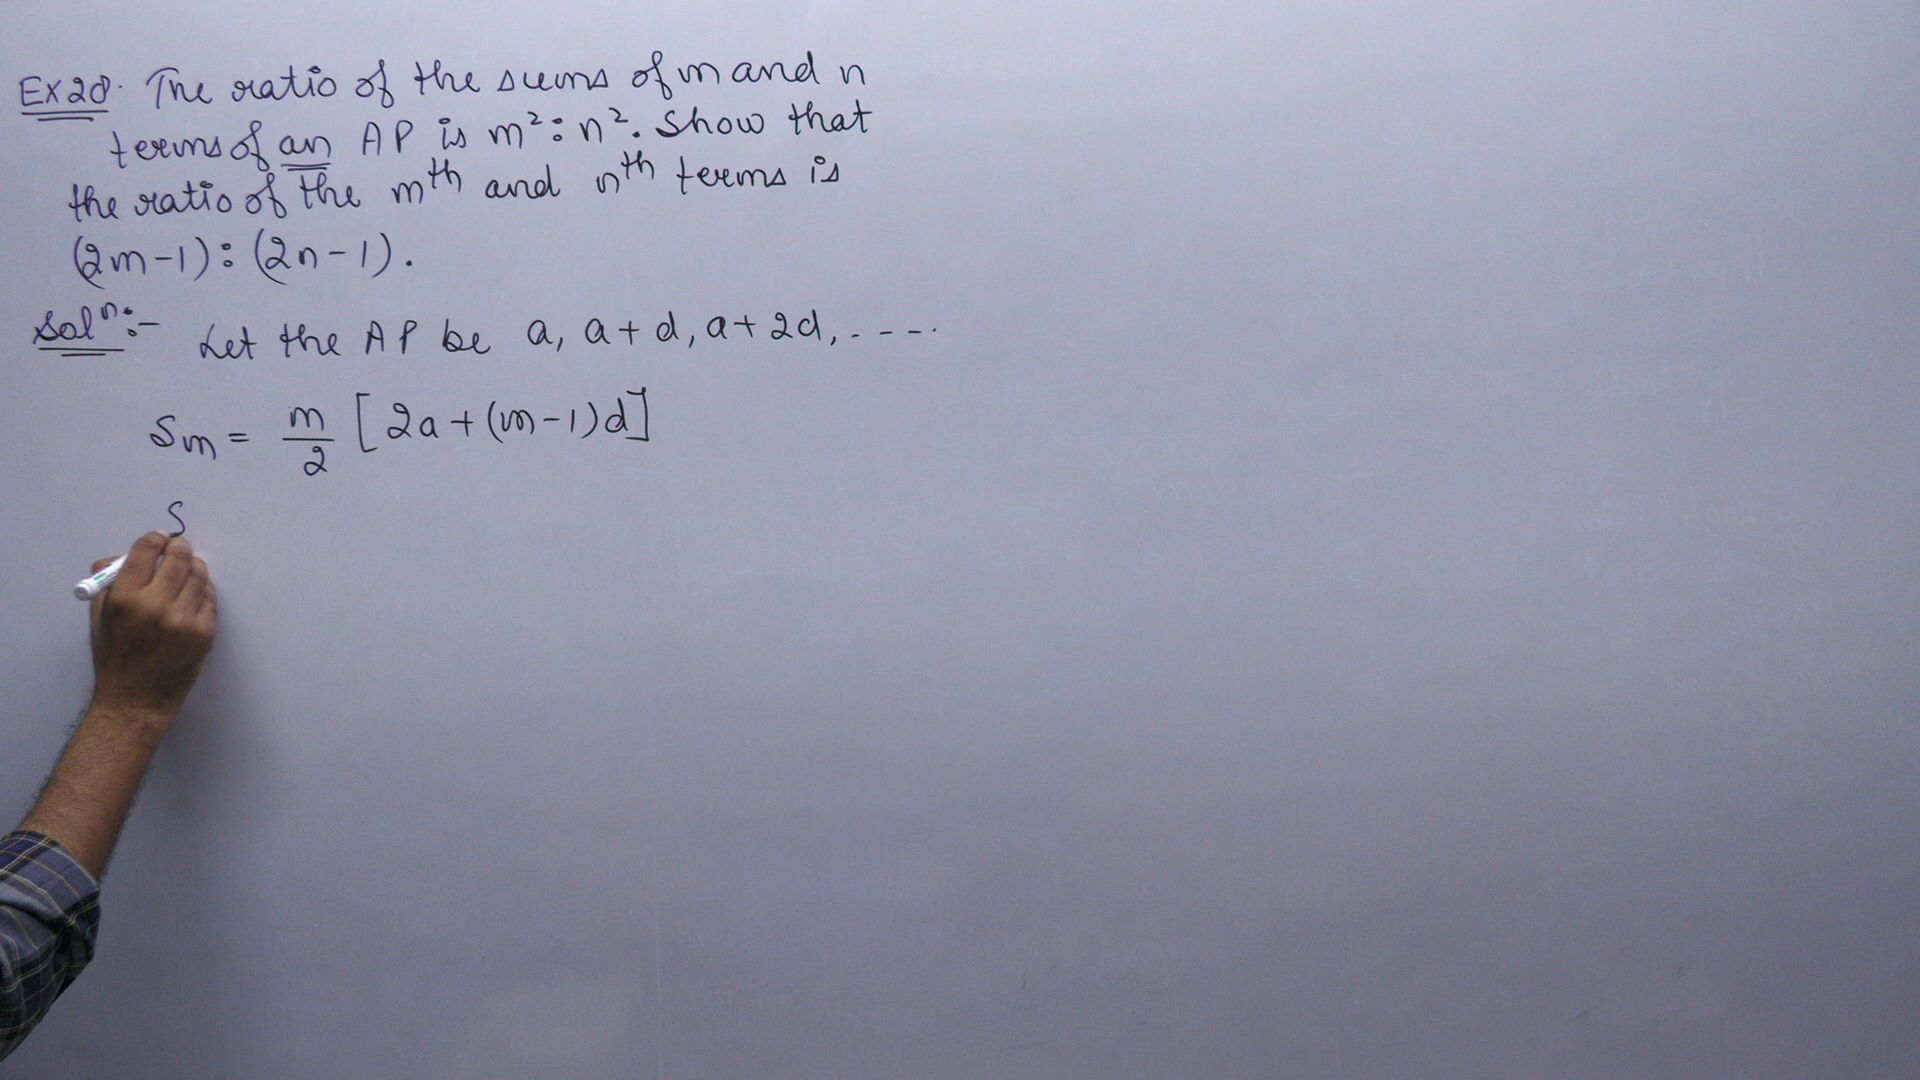 Ex 28. The ratio of the sums of m and n
terms of an AP is m²:n². Show that
the ratio of the mth and nth terms is
(2m-1):(2n-1).
Solⁿ:- Let the AP be a, a+d, a+2d, .----.
Sm = m/2 [2a+(m-1)d]
S